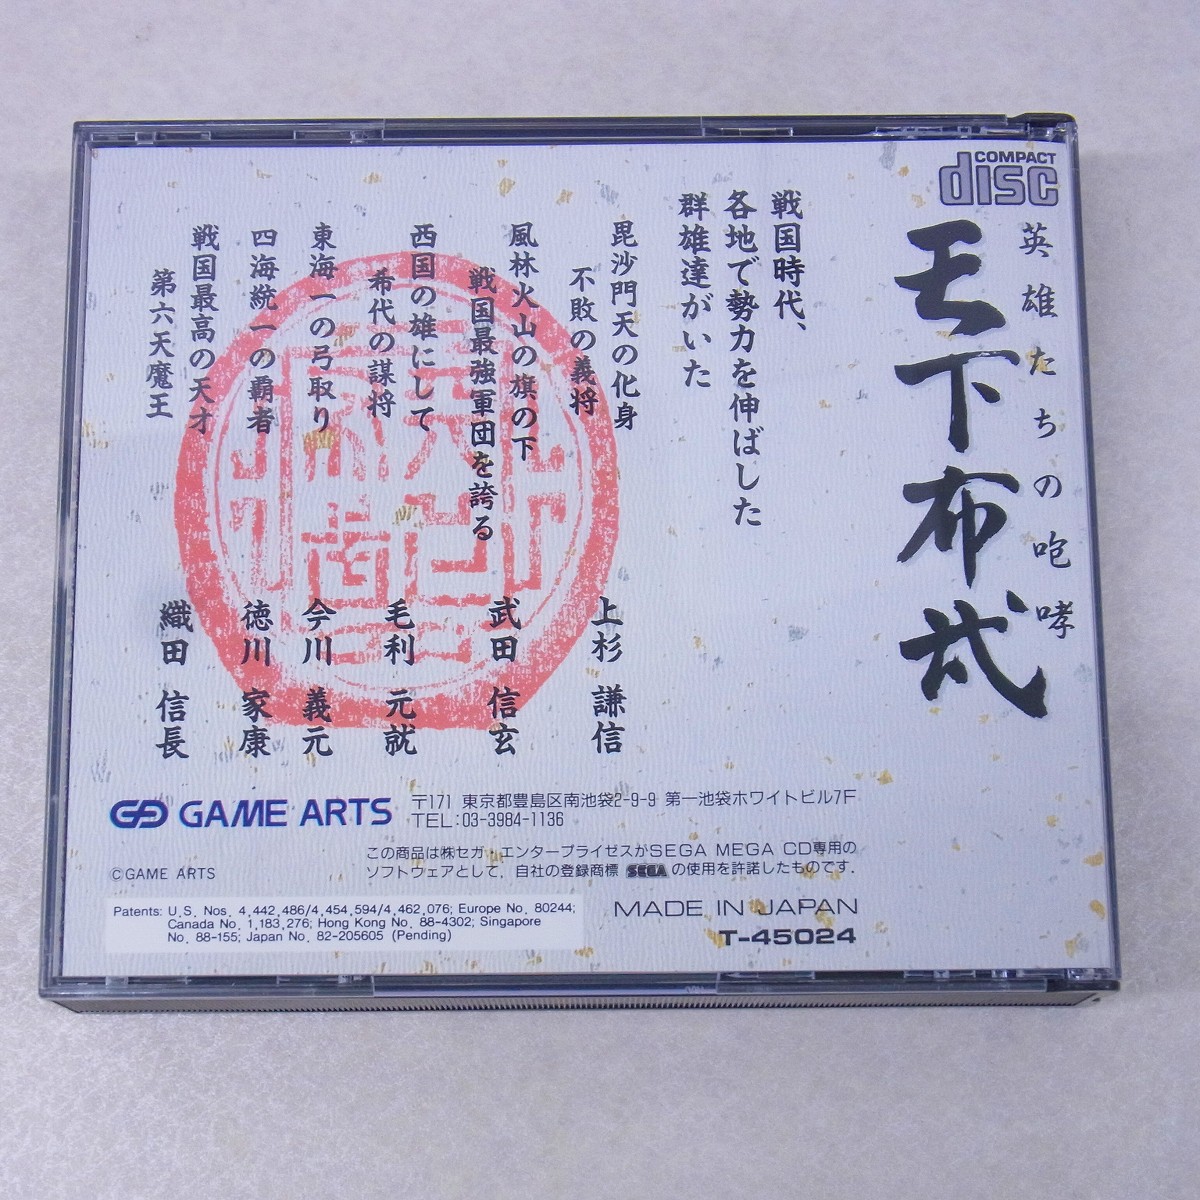 COMPACT
disc
英雄たちの咆哮
天下布武
戦国時代、
各地で勢力を伸ばした
群雄達がいた
毘沙門天の化身
不敗の義将
上杉 謙信
風林火山の旗の下
戦国最強軍団を誇る
武田 信玄
西国の雄にして
希代の謀将
毛利 元就
東海一の弓取り
今川 義元
四海統一の覇者
徳川 家康
戦国最高の天才
第六天魔王
織田 信長
GAME ARTS
〒171 東京都豊島区南池袋2-9-9 第一池袋ホワイトビル7F
TEL:03-3984-1136
この商品は㈱セガ・エンタープライゼスがSEGA MEGA CD専用の
ソフトウェアとして、自社の登録商標 SEGA の使用を許諾したものです.
©GAME ARTS
Patents: U.S. Nos. 4,442,486/4,454,594/4,462,076; Europe No. 80244;
Canada No. 1,183,276; Hong Kong No. 88-4302; Singapore
No. 88-155; Japan No. 82-205605 (Pending)
MADE IN JAPAN
T-45024